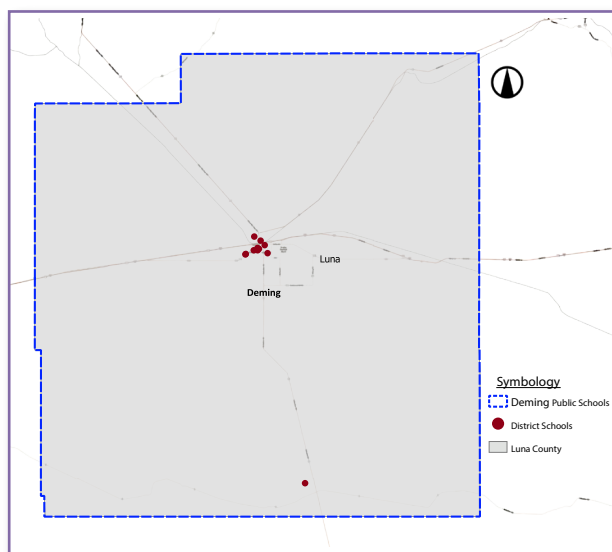 Luna
Deming
Symbology
Deming Public Schools
District Schools
Luna County